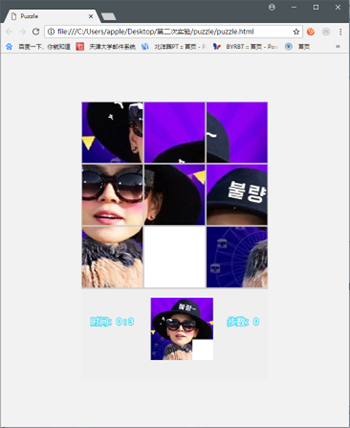 Puzzle
file:///C:/Users/apple/Desktop/第二次实验/puzzle/puzzle.html
百度一下，你就知道 天津大学邮件系统 北洋园PT :: 首页 - P BYRBT :: 首页 - Pow 首页
불량
불량~
时间: 0:3
步数: 0